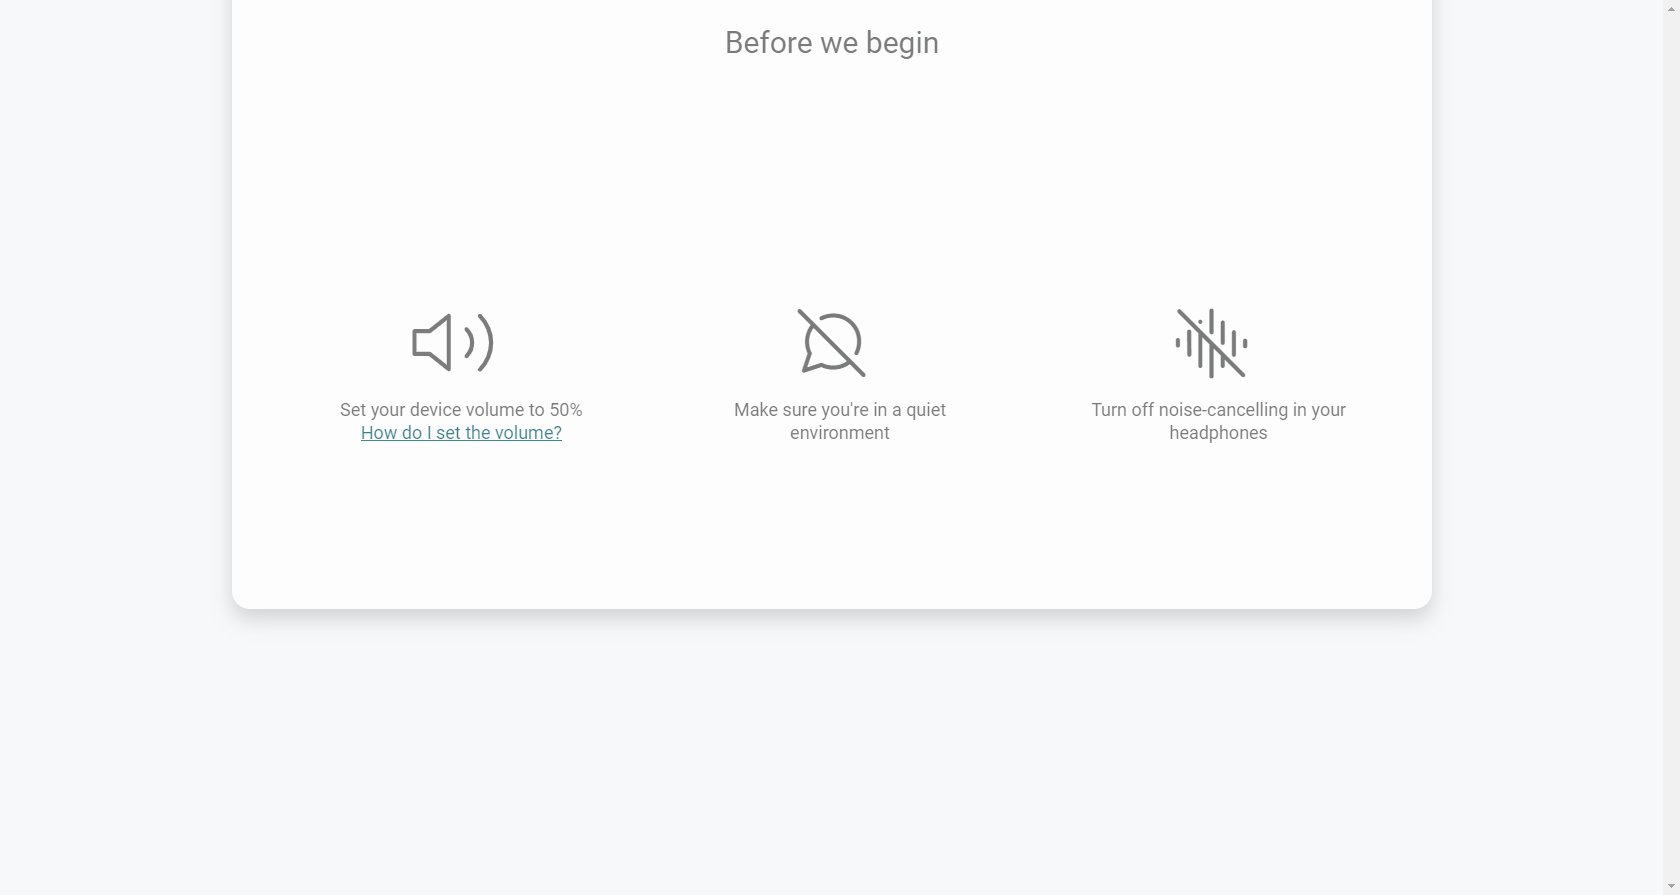 Before we begin
Set your device volume to 50%
How do I set the volume?
Make sure you're in a quiet
environment
Turn off noise-cancelling in your
headphones